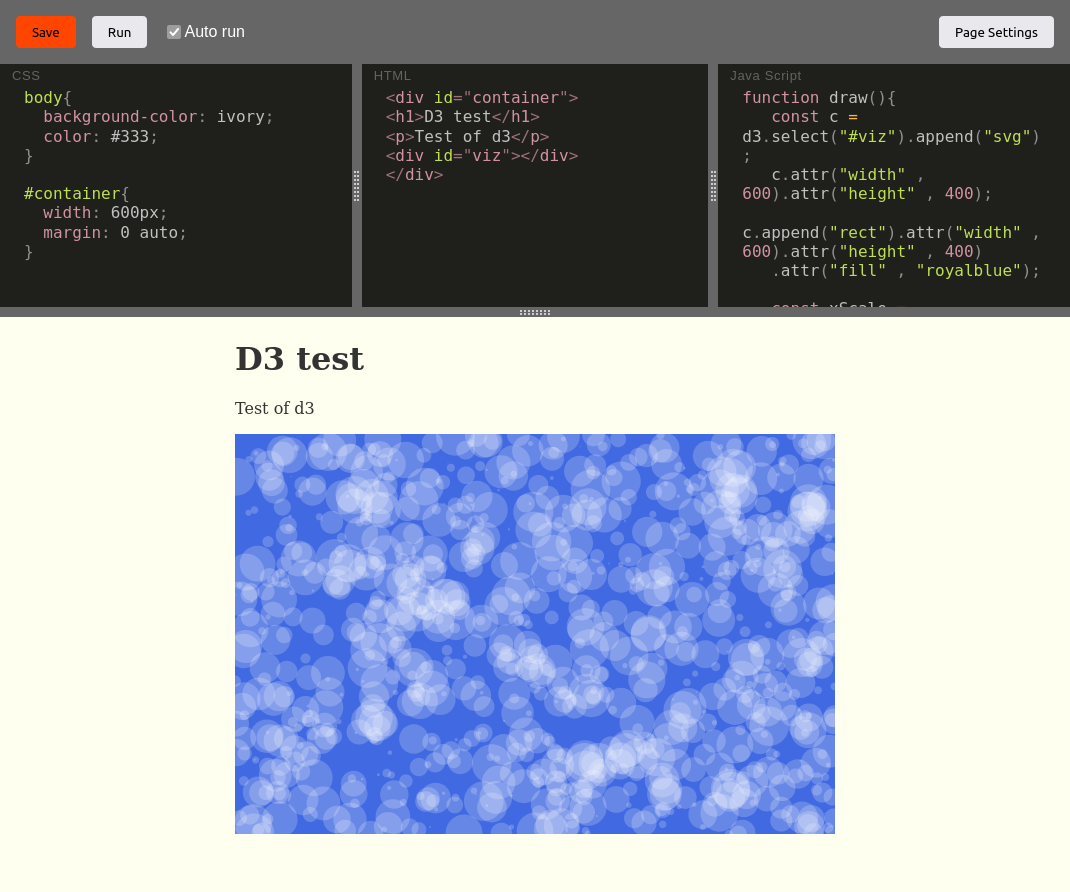 Save Run Auto run Page Settings
CSS
body{
  background-color: ivory;
  color: #333;
}
#container{
  width: 600px;
  margin: 0 auto;
}
HTML
<div id="container">
<h1>D3 test</h1>
<p>Test of d3</p>
<div id="viz"></div>
</div>
Java Script
function draw(){
   const c =
d3.select("#viz").append("svg")
;
   c.attr("width" ,
600).attr("height" , 400);
c.append("rect").attr("width" ,
600).attr("height" , 400)
   .attr("fill" , "royalblue");
   const xScale =
D3 test
Test of d3